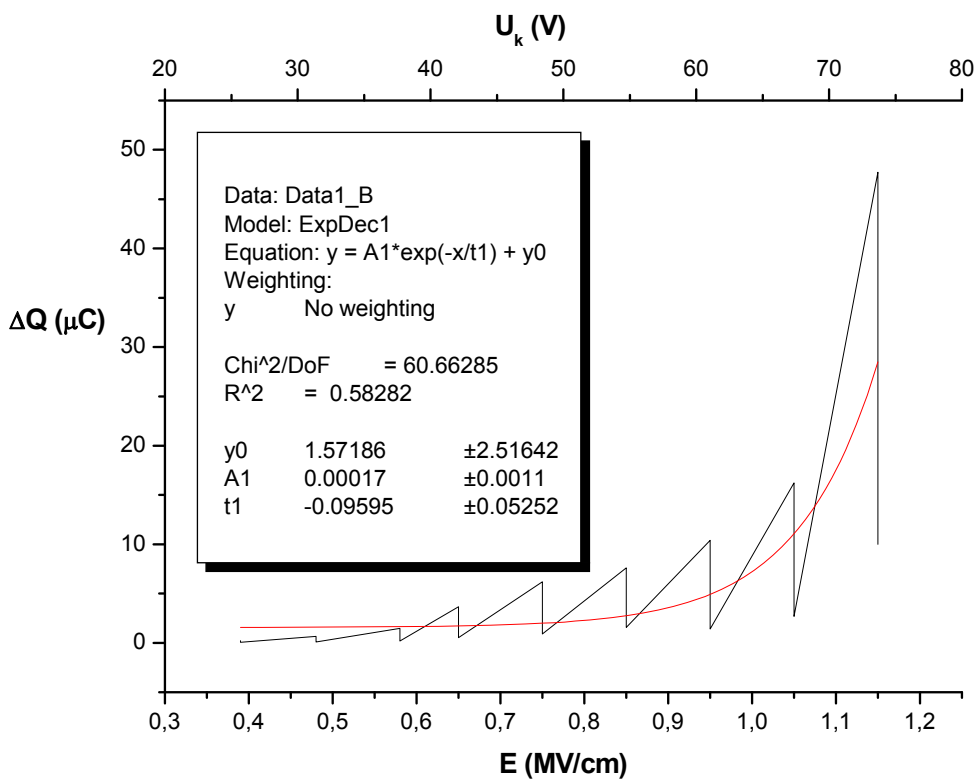 U_k (V)
20 30 40 50 60 70 80
50
40
30
20
10
0
ΔQ (μC)
Data: Data1_B
Model: ExpDec1
Equation: y = A1*exp(-x/t1) + y0
Weighting:
y No weighting
Chi^2/DoF = 60.66285
R^2 = 0.58282
y0 1.57186 ±2.51642
A1 0.00017 ±0.0011
t1 -0.09595 ±0.05252
0,3 0,4 0,5 0,6 0,7 0,8 0,9 1,0 1,1 1,2
E (MV/cm)